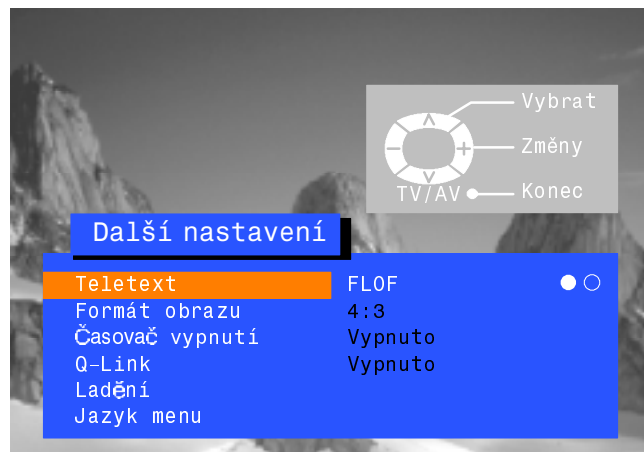 Vybrat
Změny
TV/AV Konec
Další nastavení
Teletext FLOF
Formát obrazu 4:3
Časovač vypnutí Vypnuto
Q-Link Vypnuto
Ladění
Jazyk menu